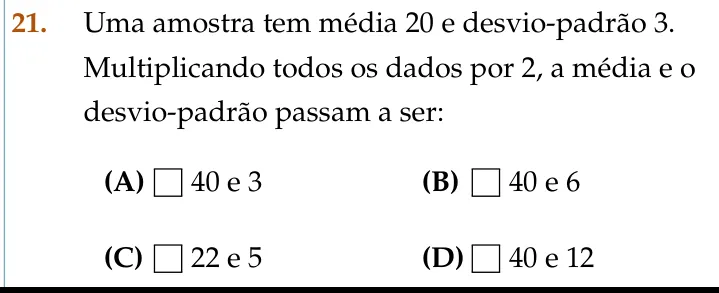 21. Uma amostra tem média 20 e desvio-padrão 3.
Multiplicando todos os dados por 2, a média e o
desvio-padrão passam a ser:
(A) □ 40 e 3 (B) □ 40 e 6
(C) □ 22 e 5 (D) □ 40 e 12